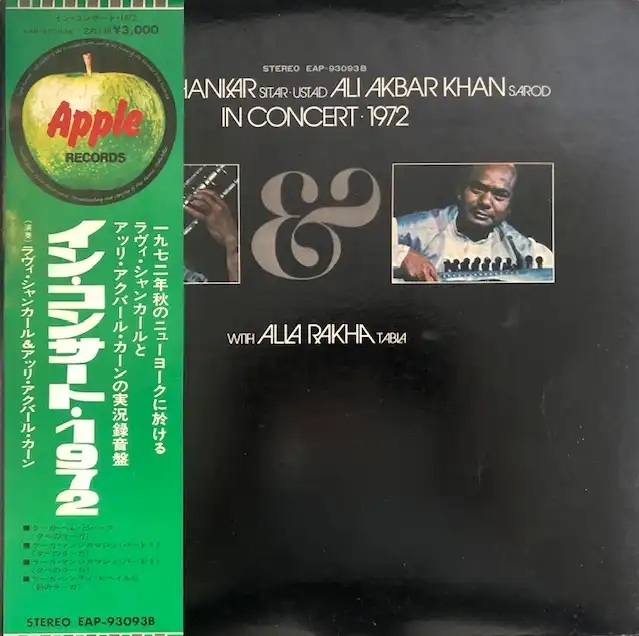 イン・コンサート・1972
¥3,000
Apple
RECORDS
STEREO EAP-93093B
HANKAR SITAR·USTAD ALI AKBAR KHAN SAROD
IN CONCERT·1972
&
WITH ALLA RAKHA TABLA
一九七二年秋のニューヨークに於ける
ラヴィ・シャンカールと
アッリ・アクバール・カーンの実況録音盤
イン・コンサート・1972
(演奏)ラヴィ・シャンカール&アッリ・アクバール・カーン
STEREO EAP-93093B